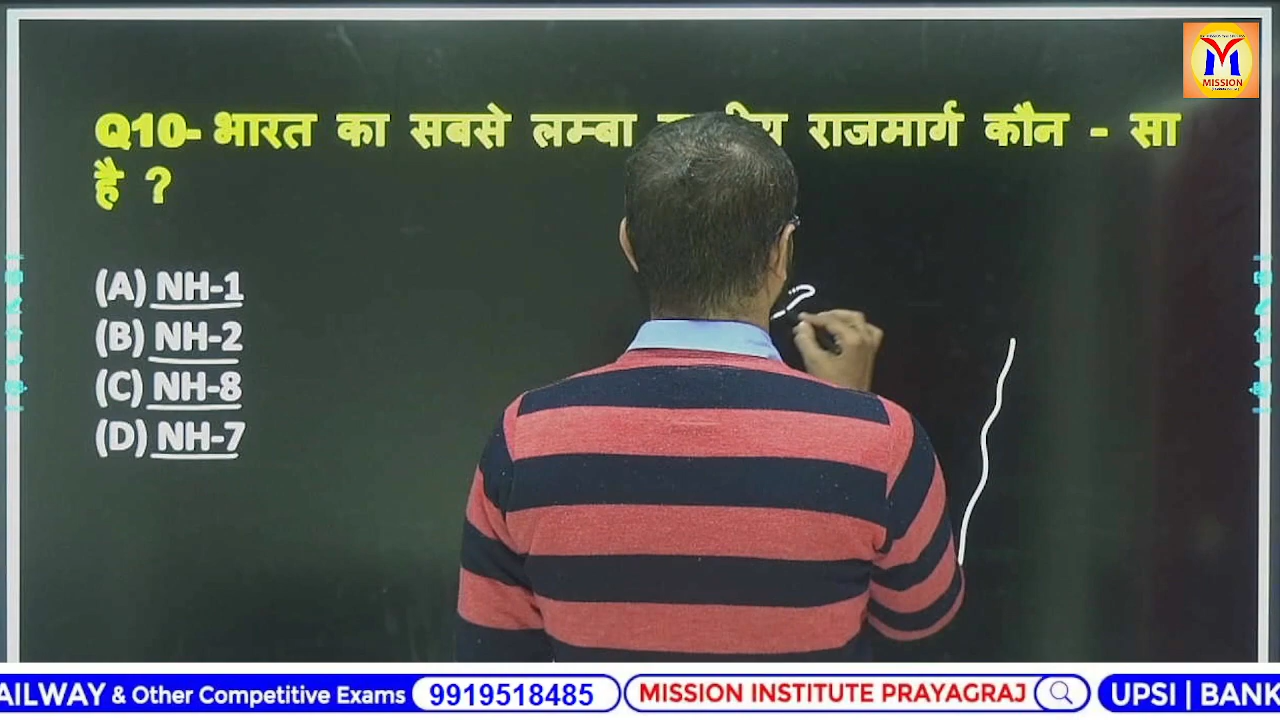 Q10- भारत का सबसे लम्बा राजमार्ग कौन - सा
है ?
(A) NH-1
(B) NH-2
(C) NH-8
(D) NH-7
MISSION
AILWAY & Other Competitive Exams 9919518485 MISSION INSTITUTE PRAYAGRAJ UPSI | BANK